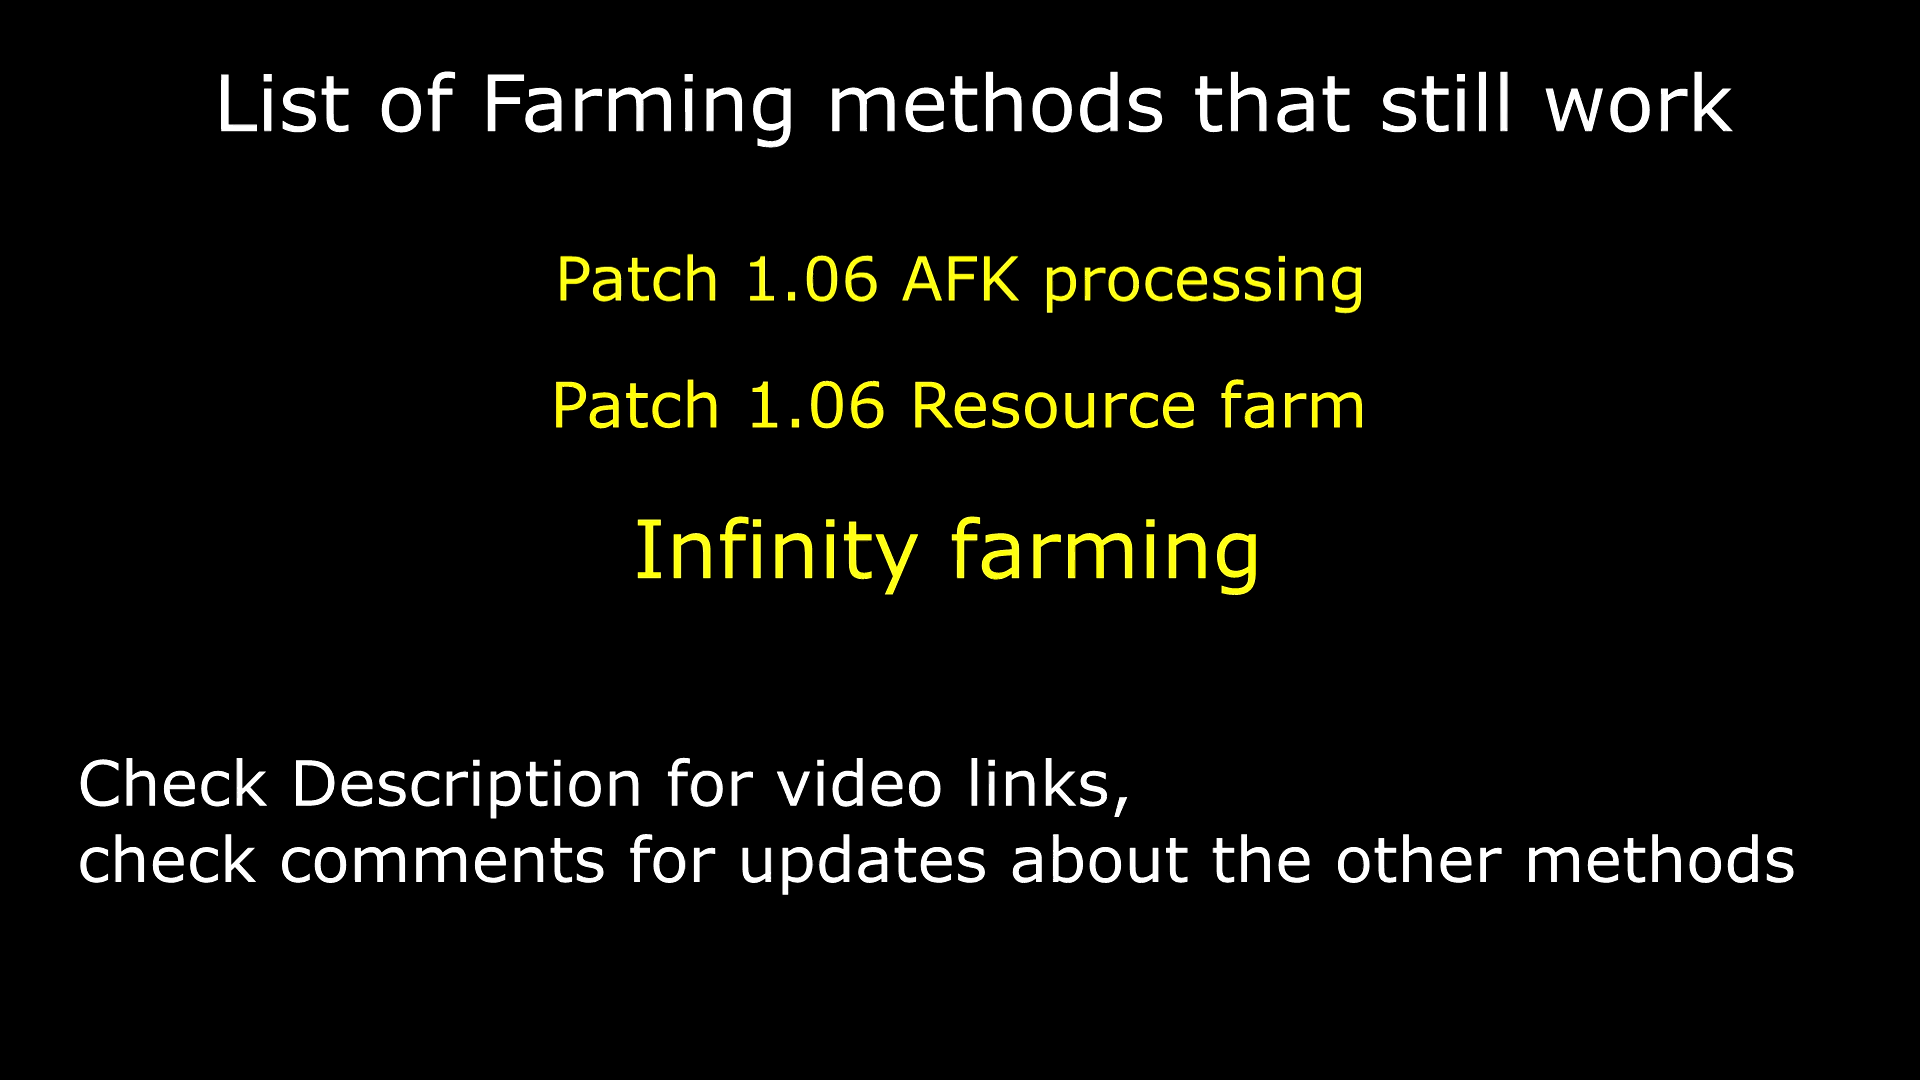 List of Farming methods that still work
Patch 1.06 AFK processing
Patch 1.06 Resource farm
Infinity farming
Check Description for video links,
check comments for updates about the other methods